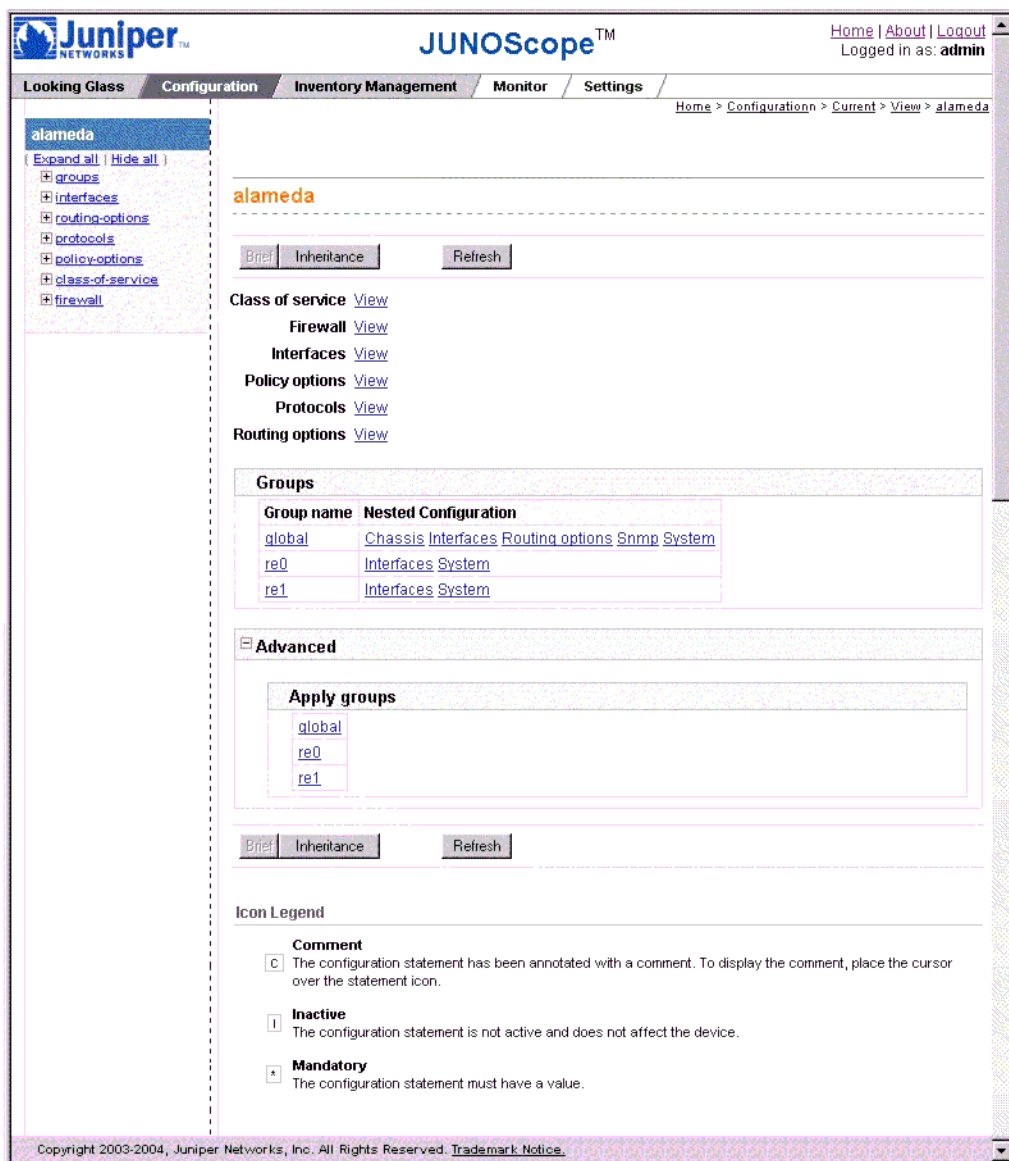 Juniper™
NETWORKS
JUNOScope™
Home | About | Logout
Logged in as: admin
Looking Glass / Configuration / Inventory Management / Monitor / Settings /
Home > Configurationn > Current > View > alameda
alameda
( Expand all | Hide all )
groups
interfaces
routing-options
protocols
policy-options
class-of-service
firewall
alameda
Brief Inheritance Refresh
Class of service View
Firewall View
Interfaces View
Policy options View
Protocols View
Routing options View
Groups
Group name Nested Configuration
global Chassis Interfaces Routing options Snmp System
re0 Interfaces System
re1 Interfaces System
Advanced
Apply groups
global
re0
re1
Brief Inheritance Refresh
Icon Legend
Comment
C The configuration statement has been annotated with a comment. To display the comment, place the cursor
over the statement icon.
Inactive
I The configuration statement is not active and does not affect the device.
Mandatory
* The configuration statement must have a value.
Copyright 2003-2004, Juniper Networks, Inc. All Rights Reserved. Trademark Notice.